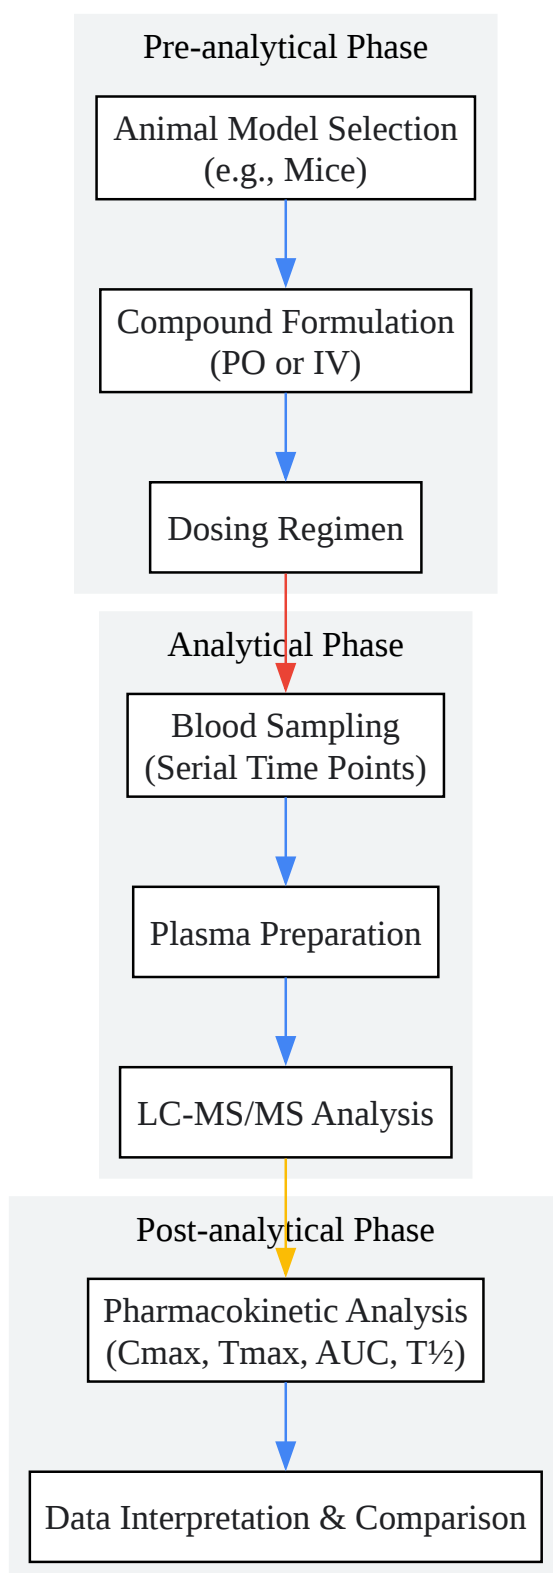 Pre-analytical Phase
Animal Model Selection
(e.g., Mice)
Compound Formulation
(PO or IV)
Dosing Regimen
Analytical Phase
Blood Sampling
(Serial Time Points)
Plasma Preparation
LC-MS/MS Analysis
Post-analytical Phase
Pharmacokinetic Analysis
(Cmax, Tmax, AUC, T½)
Data Interpretation & Comparison